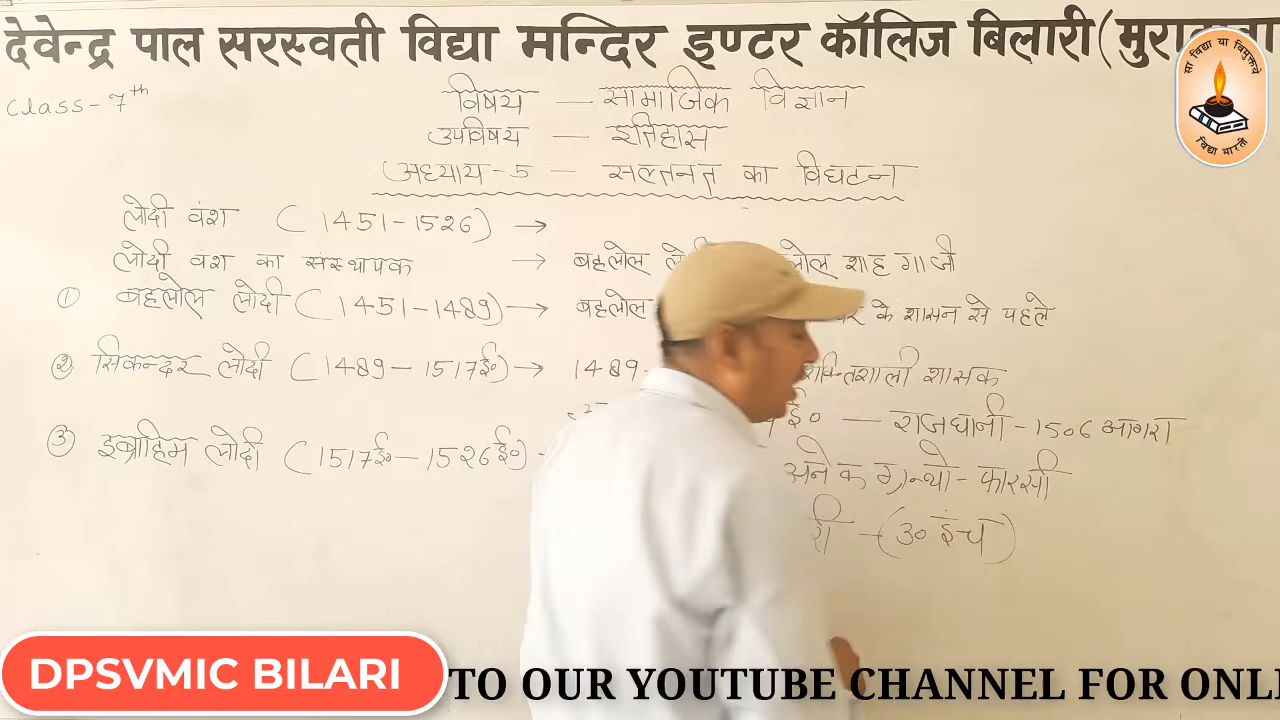 देवेन्द्र पाल सरस्वती विद्या मन्दिर इण्टर कॉलिज बिलारी(
सा विद्या या विमुक्तये
विद्या भारती
Class-7th
विषय — सामाजिक विज्ञान
उपविषय — इतिहास
अध्याय-5 — सल्तनत का विघटन
लोदी वंश (1451-1526) →
लोदी वंश का संस्थापक → बहलोल शाह गाजी
① बहलोल लोदी (1451-1489) → बहलोल के शासन से पहले
② सिकन्दर लोदी (1489-1517ई०) → 1489- शक्तिशाली शासक
ई० — राजधानी - 1506 आगरा
③ इब्राहिम लोदी (1517ई०-1526ई०) - अनेक ग्रन्थो - फारसी
री - (30 इंच)
DPSVMIC BILARI
TO OUR YOUTUBE CHANNEL FOR